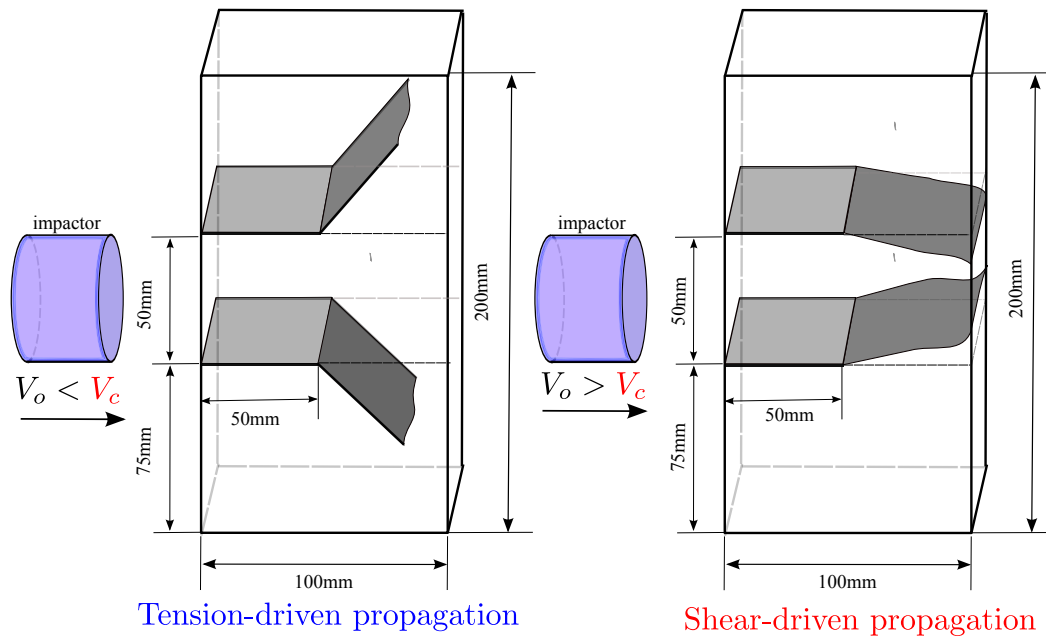 impactor
50mm
V_o < V_c
75mm
50mm
200mm
100mm
Tension-driven propagation
impactor
50mm
V_o > V_c
75mm
50mm
200mm
100mm
Shear-driven propagation